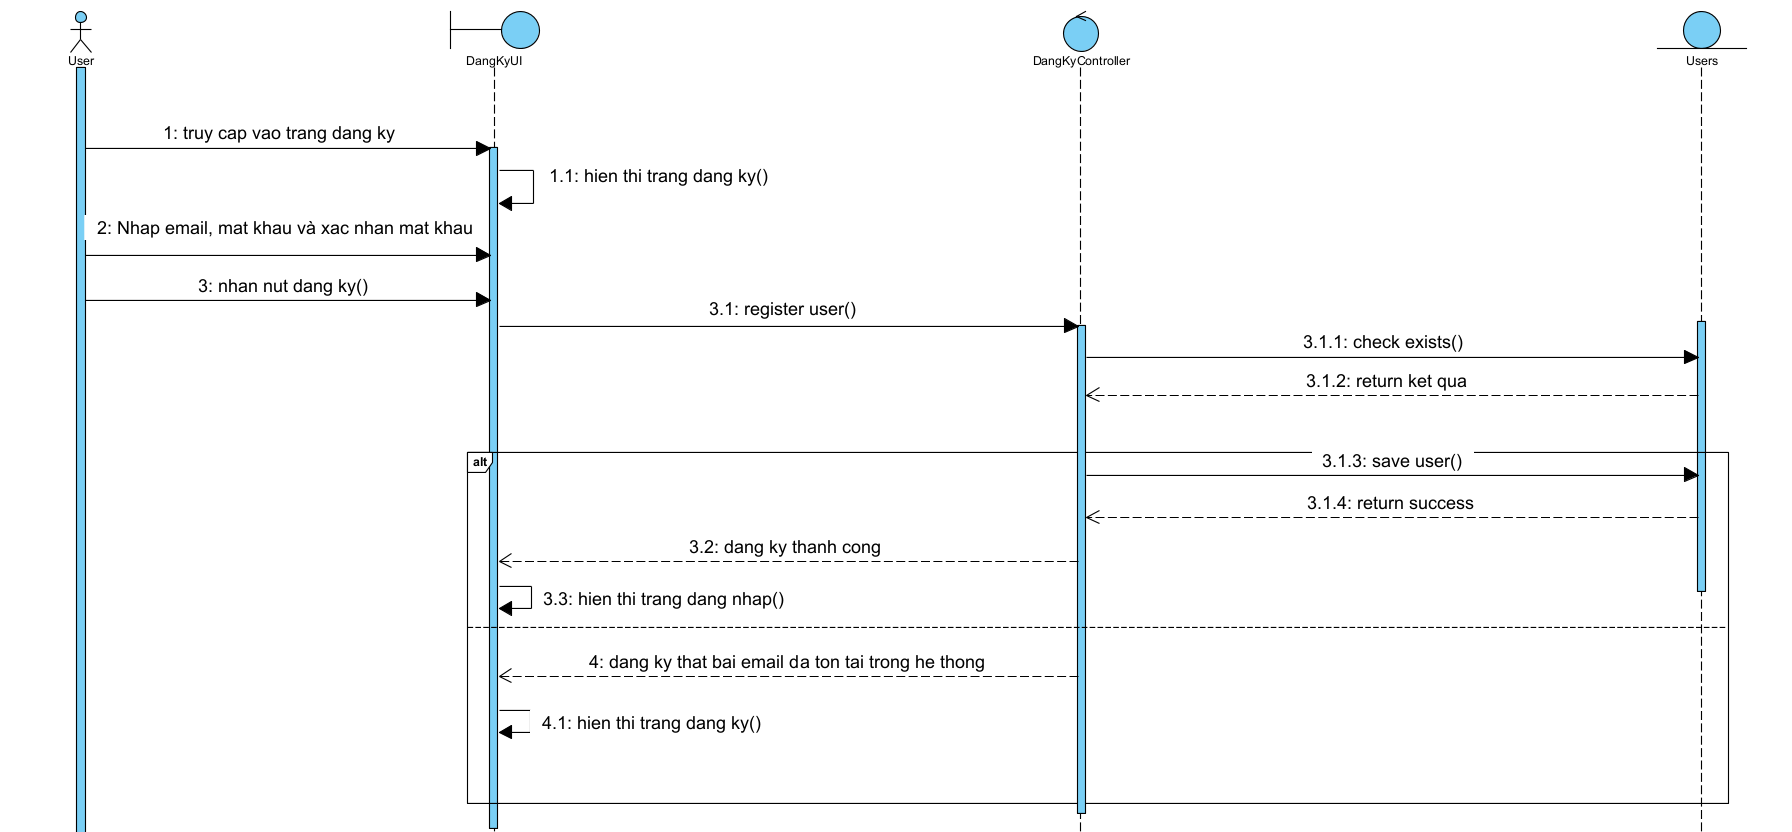 User
DangKyUI
DangKyController
Users
1: truy cap vao trang dang ky
1.1: hien thi trang dang ky()
2: Nhap email, mat khau và xac nhan mat khau
3: nhan nut dang ky()
3.1: register user()
3.1.1: check exists()
3.1.2: return ket qua
alt
3.1.3: save user()
3.1.4: return success
3.2: dang ky thanh cong
3.3: hien thi trang dang nhap()
4: dang ky that bai email da ton tai trong he thong
4.1: hien thi trang dang ky()